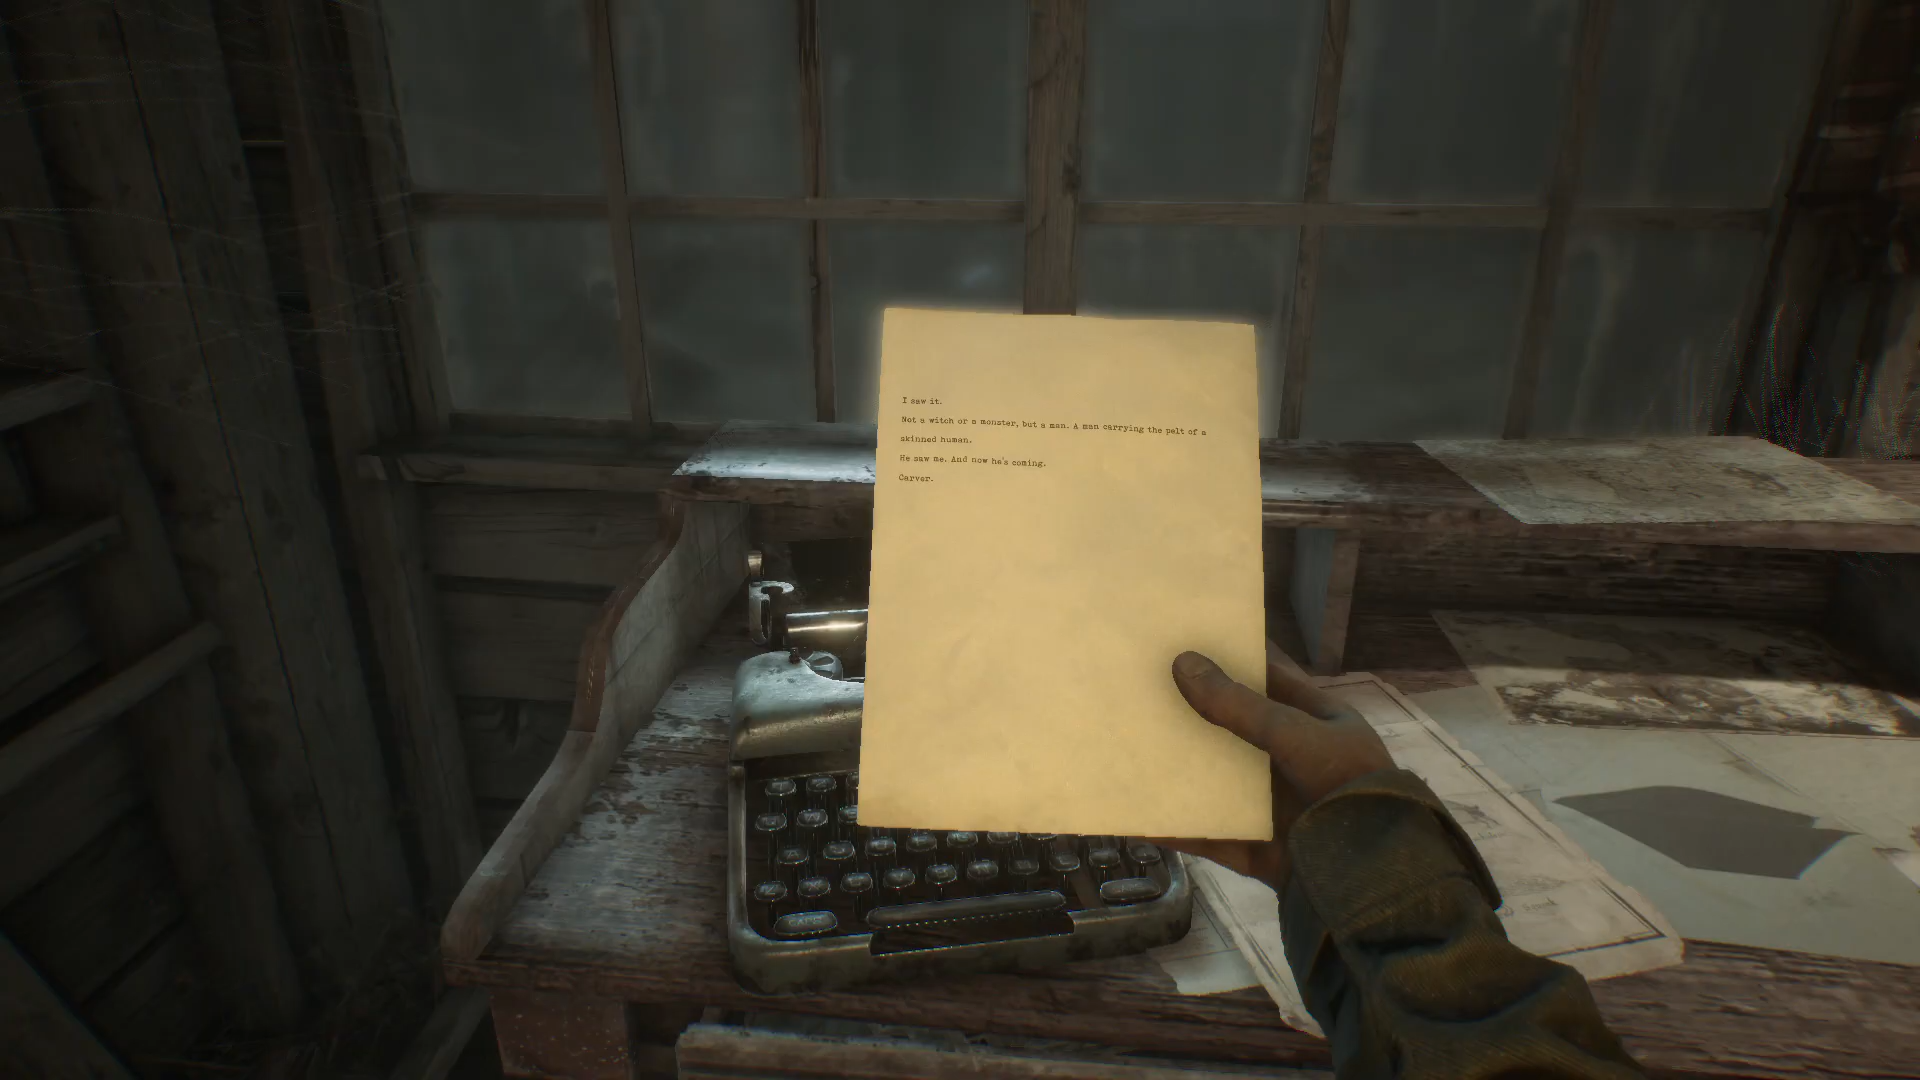 I saw it.
Not a witch or a monster, but a man. A man carrying the pelt of a
skinned human.
He saw me. And now he's coming.
Carver.